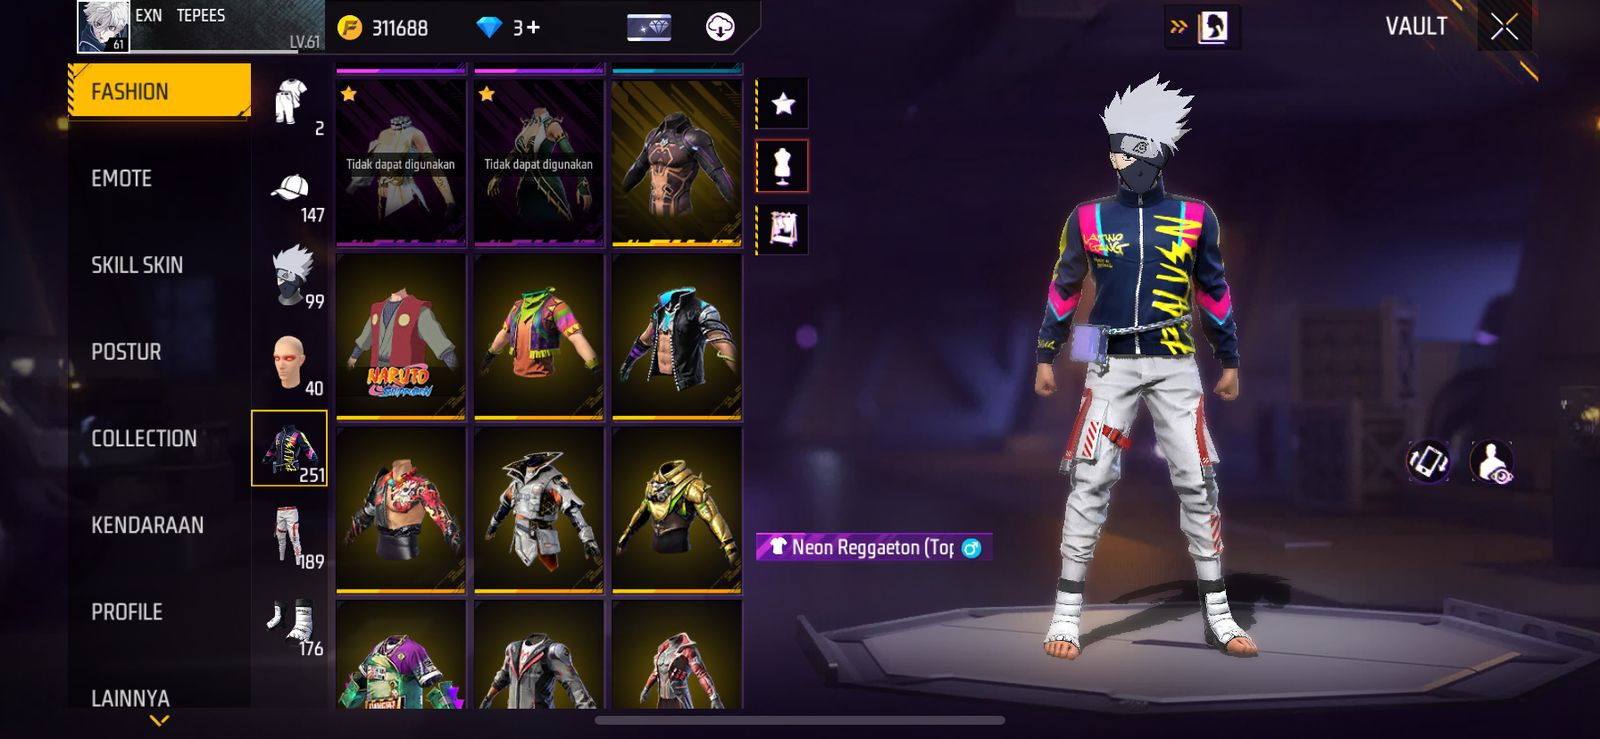 EXN TEPEES
61
LV.61
311688
3+
VAULT
FASHION
EMOTE
SKILL SKIN
POSTUR
COLLECTION
KENDARAAN
PROFILE
LAINNYA
2
147
99
40
251
189
176
Tidak dapat digunakan
Tidak dapat digunakan
NARUTO
SHIPPUDEN
Neon Reggaeton (Top